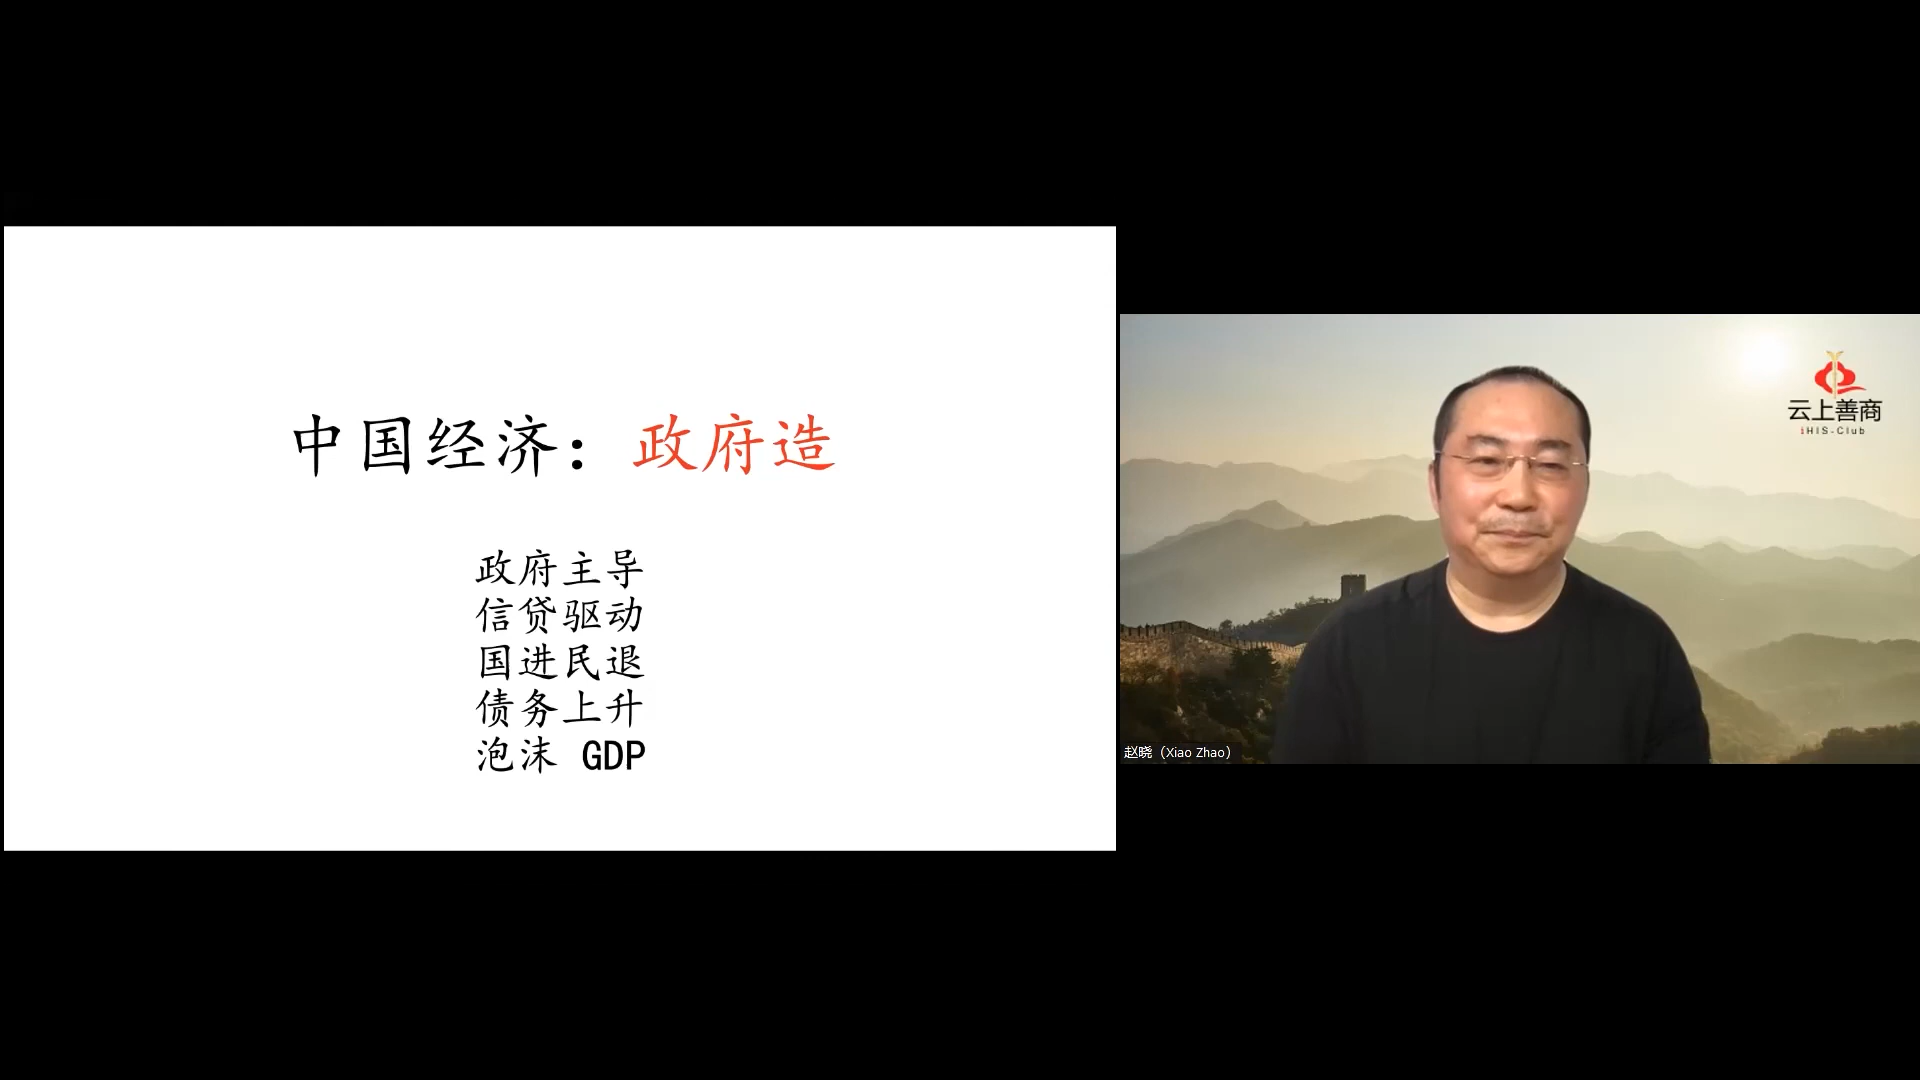 中国经济：政府造
政府主导
信贷驱动
国进民退
债务上升
泡沫 GDP
云上善商
iHIS-Club
赵晓（Xiao Zhao）